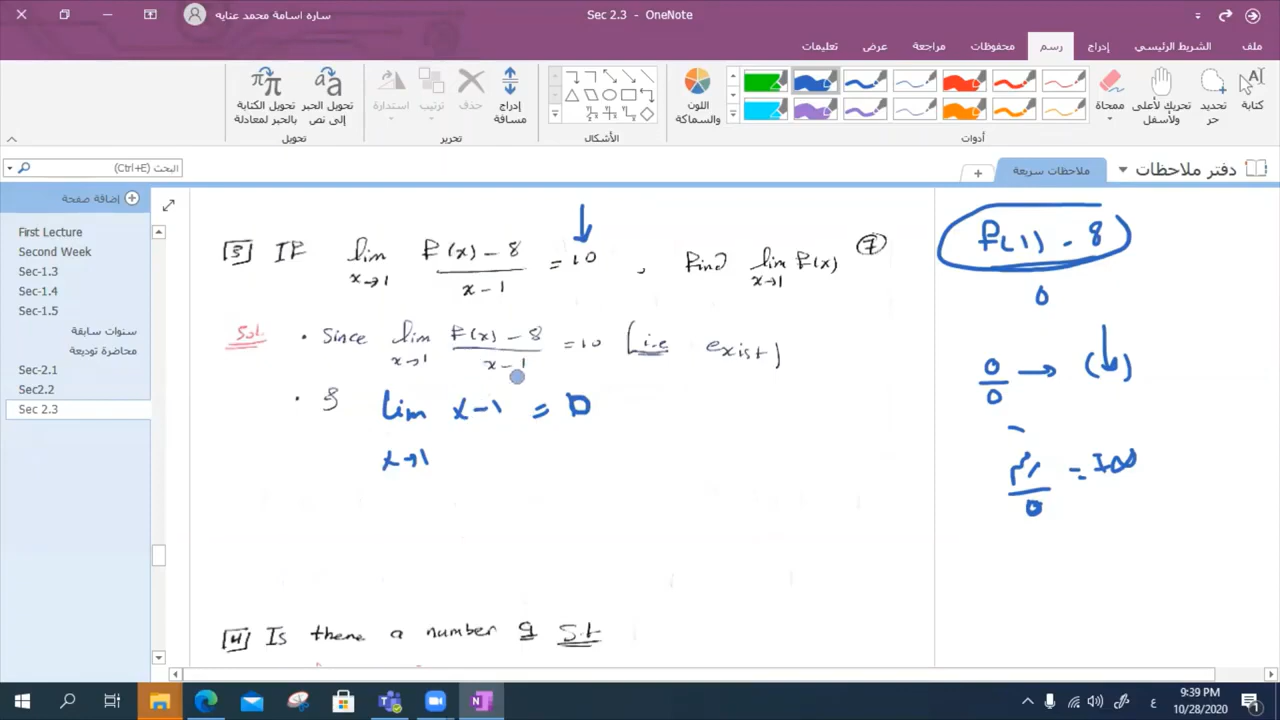 ساره اسامة محمد عنايه
Sec 2.3 - OneNote
ملف
الشريط الرئيسي
إدراج
رسم
محفوظات
مراجعة
عرض
تعليمات
كتابة
تحديد حر
تحريك لأعلى وأسفل
ممحاة
اللون والسماكة
إدراج مسافة
حذف
ترتيب
استدارة
تحويل الحبر إلى نص
تحويل الكتابة بالحبر لمعادلة
أدوات
الأشكال
تحرير
تحويل
دفتر ملاحظات
ملاحظات سريعة
البحث (Ctrl+E)
إضافة صفحة
First Lecture
Second Week
Sec-1.3
Sec-1.4
Sec-1.5
سنوات سابقة
محاضرة توديعة
Sec-2.1
Sec2.2
Sec 2.3
[3] IF lim x→1 f(x) - 8 / x - 1 = 10 , Find lim x→1 f(x) 7
Sol. • Since lim x→1 f(x) - 8 / x - 1 = 10 [i.e exist]
• & lim x - 1 = 0
x→1
f(1) - 8
0
0/0 →
0
[4] Is there a number a s.t
9:39 PM
10/28/2020